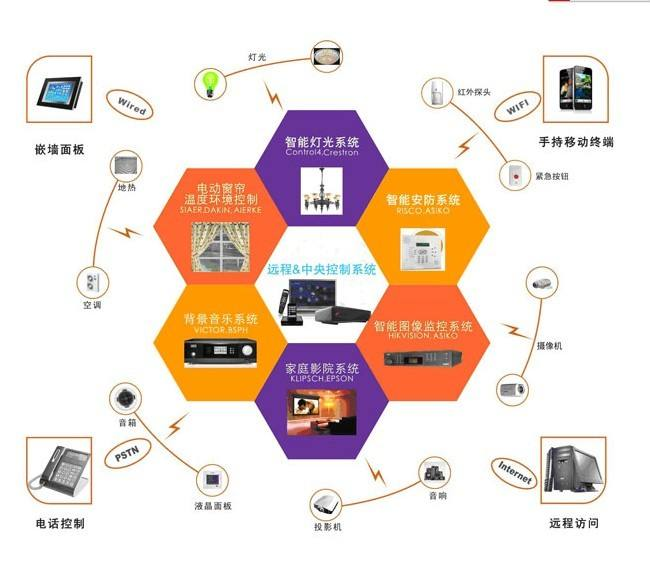 灯光
Wired
嵌墙面板
红外探头
WIFI
手持移动终端
紧急按钮
地热
空调
智能灯光系统
Control4,Crestron
电动窗帘
温度环境控制
SIAER,DAKIN,AIERKE
智能安防系统
RISCO,ASIKO
远程&中央控制系统
背景音乐系统
VICTOR,BSPH
智能图像监控系统
HIKVISION,ASIKO
家庭影院系统
KLIPSCH,EPSON
摄像机
音箱
PSTN
电话控制
液晶面板
投影机
音响
Internet
远程访问